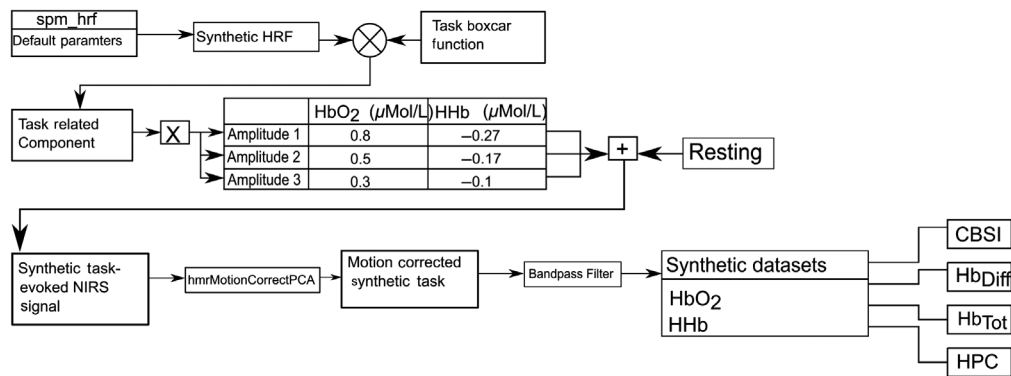 spm_hrf
Default paramters
Synthetic HRF
Task boxcar
function
Task related
Component
X
HbO2 (μMol/L) HHb (μMol/L)
Amplitude 1 0.8 –0.27
Amplitude 2 0.5 –0.17
Amplitude 3 0.3 –0.1
+
Resting
Synthetic task-
evoked NIRS
signal
hmrMotionCorrectPCA
Motion corrected
synthetic task
Bandpass Filter
Synthetic datasets
HbO2
HHb
CBSI
HbDiff
HbTot
HPC